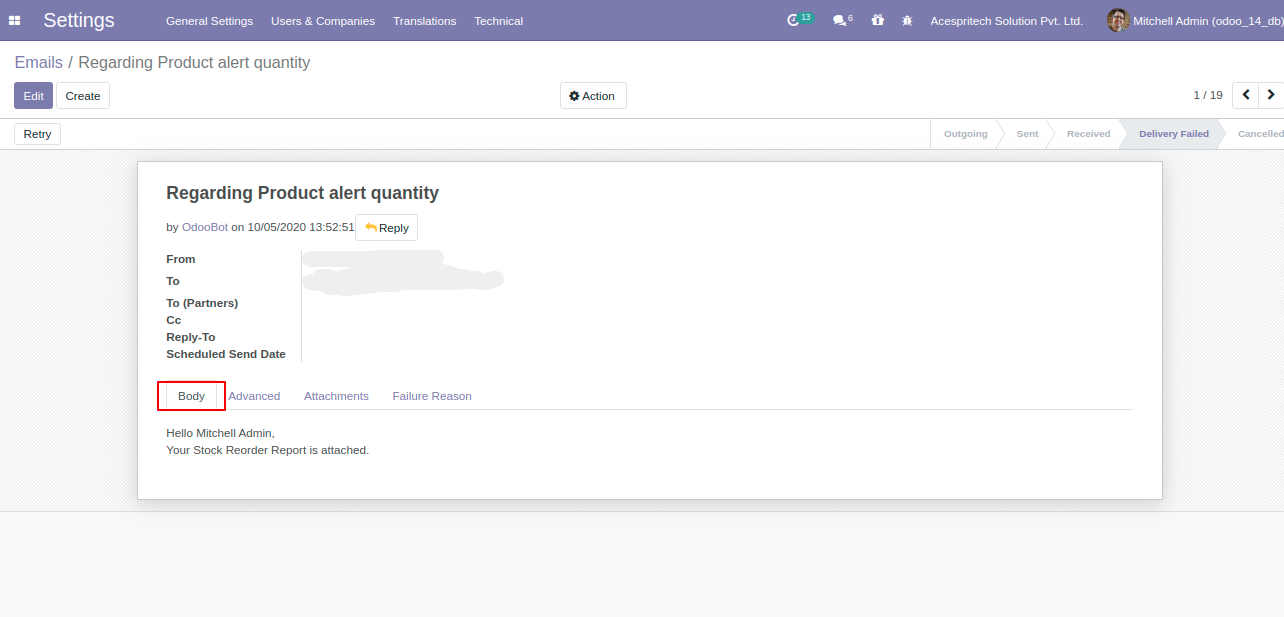 Settings General Settings Users & Companies Translations Technical 13 6 Acespritech Solution Pvt. Ltd. Mitchell Admin (odoo_14_db)
Emails / Regarding Product alert quantity
Edit Create Action 1 / 19
Retry Outgoing Sent Received Delivery Failed Cancelled
Regarding Product alert quantity
by OdooBot on 10/05/2020 13:52:51 Reply
From
To
To (Partners)
Cc
Reply-To
Scheduled Send Date
Body Advanced Attachments Failure Reason
Hello Mitchell Admin,
Your Stock Reorder Report is attached.